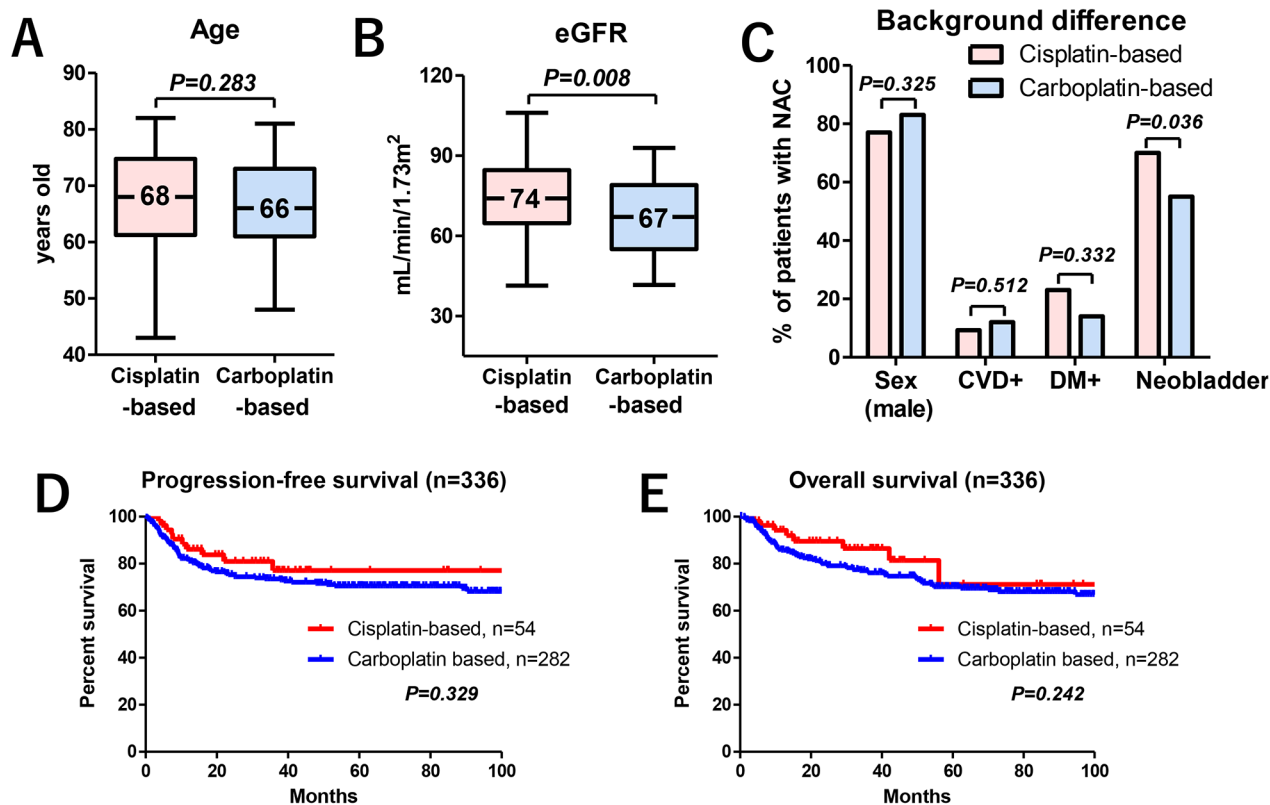 A
Age
years old
90
80
70
60
50
40
P=0.283
68
66
Cisplatin
-based
Carboplatin
-based
B
eGFR
mL/min/1.73m²
120
90
60
30
P=0.008
74
67
Cisplatin
-based
Carboplatin
-based
C
Background difference
Cisplatin-based
Carboplatin-based
% of patients with NAC
100
80
60
40
20
0
P=0.325
P=0.512
P=0.332
P=0.036
Sex
(male)
CVD+
DM+
Neobladder
D
Progression-free survival (n=336)
Percent survival
100
80
60
40
20
0
Cisplatin-based, n=54
Carboplatin based, n=282
P=0.329
0 20 40 60 80 100
Months
E
Overall survival (n=336)
Percent survival
100
80
60
40
20
0
Cisplatin-based, n=54
Carboplatin based, n=282
P=0.242
0 20 40 60 80 100
Months